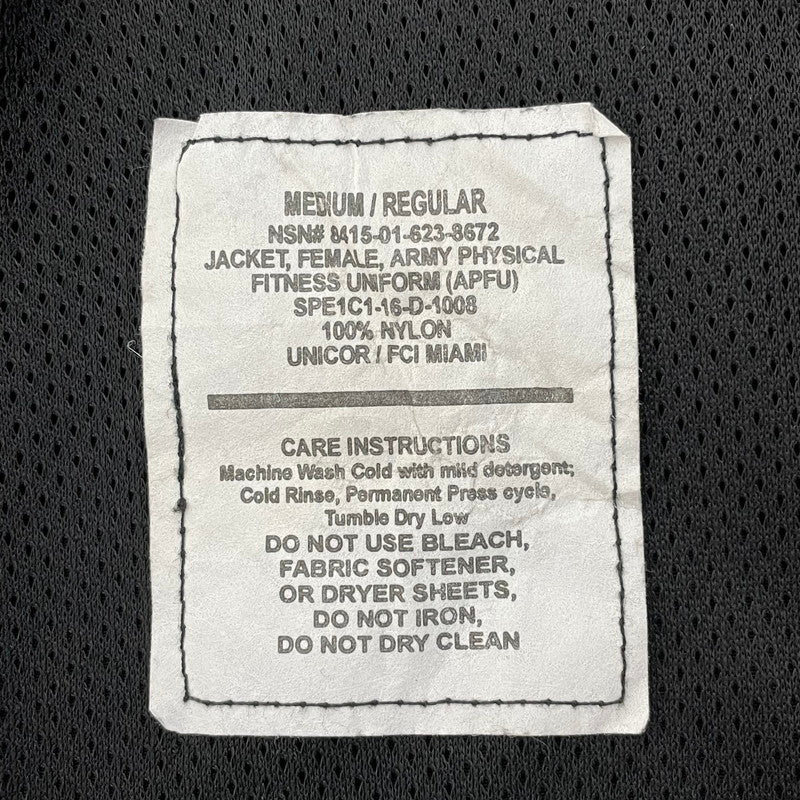 MEDIUM / REGULAR
NSN# 8415-01-623-8672
JACKET, FEMALE, ARMY PHYSICAL
FITNESS UNIFORM (APFU)
SPE1C1-16-D-1008
100% NYLON
UNICOR / FCI MIAMI
CARE INSTRUCTIONS
Machine Wash Cold with mild detergent;
Cold Rinse, Permanent Press cycle,
Tumble Dry Low
DO NOT USE BLEACH,
FABRIC SOFTENER,
OR DRYER SHEETS,
DO NOT IRON,
DO NOT DRY CLEAN